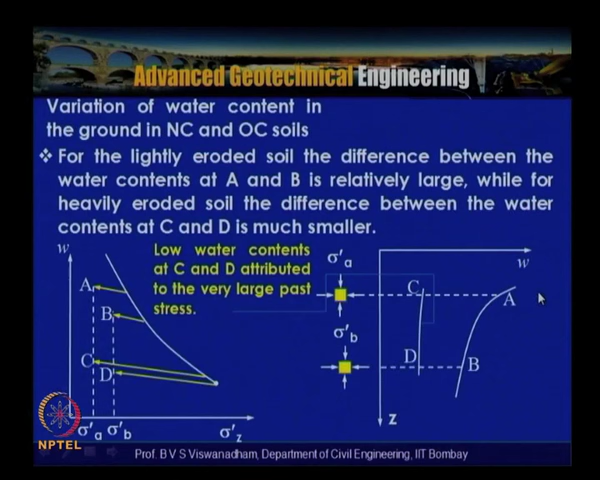 Advanced Geotechnical Engineering
Variation of water content in
the ground in NC and OC soils
❖ For the lightly eroded soil the difference between the
water contents at A and B is relatively large, while for
heavily eroded soil the difference between the water
contents at C and D is much smaller.
Low water contents
at C and D attributed
to the very large past
stress.
w
A
B
C
D
σ'a σ'b
σ'z
σ'a
σ'b
w
C
A
D
B
z
NPTEL
Prof. B V S Viswanadham, Department of Civil Engineering, IIT Bombay